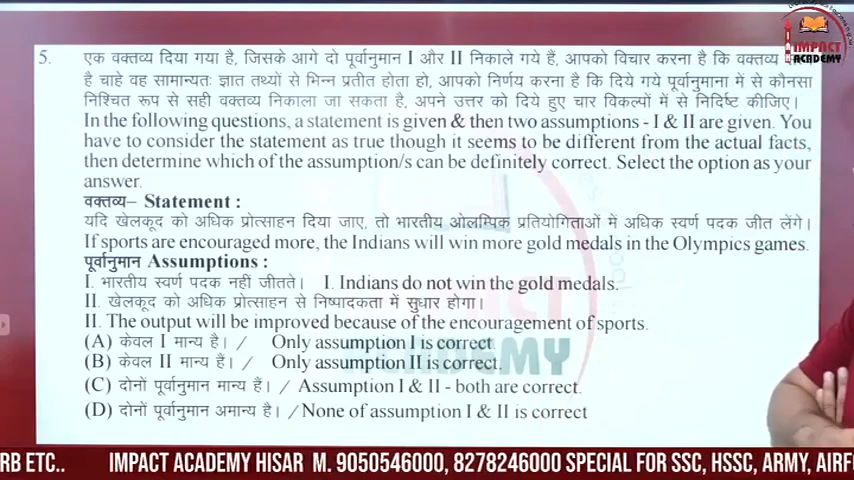 IMPACT
ACADEMY
5. एक वक्तव्य दिया गया है, जिसके आगे दो पूर्वानुमान I और II निकाले गये हैं, आपको विचार करना है कि वक्तव्य
है चाहे वह सामान्यतः ज्ञात तथ्यों से भिन्न प्रतीत होता हो, आपको निर्णय करना है कि दिये गये पूर्वानुमाना में से कौनसा
निश्चित रूप से सही वक्तव्य निकाला जा सकता है, अपने उत्तर को दिये हुए चार विकल्पों में से निर्दिष्ट कीजिए।
In the following questions, a statement is given & then two assumptions - I & II are given. You
have to consider the statement as true though it seems to be different from the actual facts,
then determine which of the assumption/s can be definitely correct. Select the option as your
answer.
वक्तव्य– Statement :
यदि खेलकूद को अधिक प्रोत्साहन दिया जाए, तो भारतीय ओलम्पिक प्रतियोगिताओं में अधिक स्वर्ण पदक जीत लेंगे।
If sports are encouraged more, the Indians will win more gold medals in the Olympics games.
पूर्वानुमान Assumptions :
I. भारतीय स्वर्ण पदक नहीं जीतते। I. Indians do not win the gold medals.
II. खेलकूद को अधिक प्रोत्साहन से निष्पादकता में सुधार होगा।
II. The output will be improved because of the encouragement of sports.
(A) केवल I मान्य है। / Only assumption I is correct
(B) केवल II मान्य है। / Only assumption II is correct.
(C) दोनों पूर्वानुमान मान्य हैं। / Assumption I & II - both are correct.
(D) दोनों पूर्वानुमान अमान्य है। / None of assumption I & II is correct
IMPACT
ACADEMY
RB ETC.. IMPACT ACADEMY HISAR M. 9050546000, 8278246000 SPECIAL FOR SSC, HSSC, ARMY, AIRF